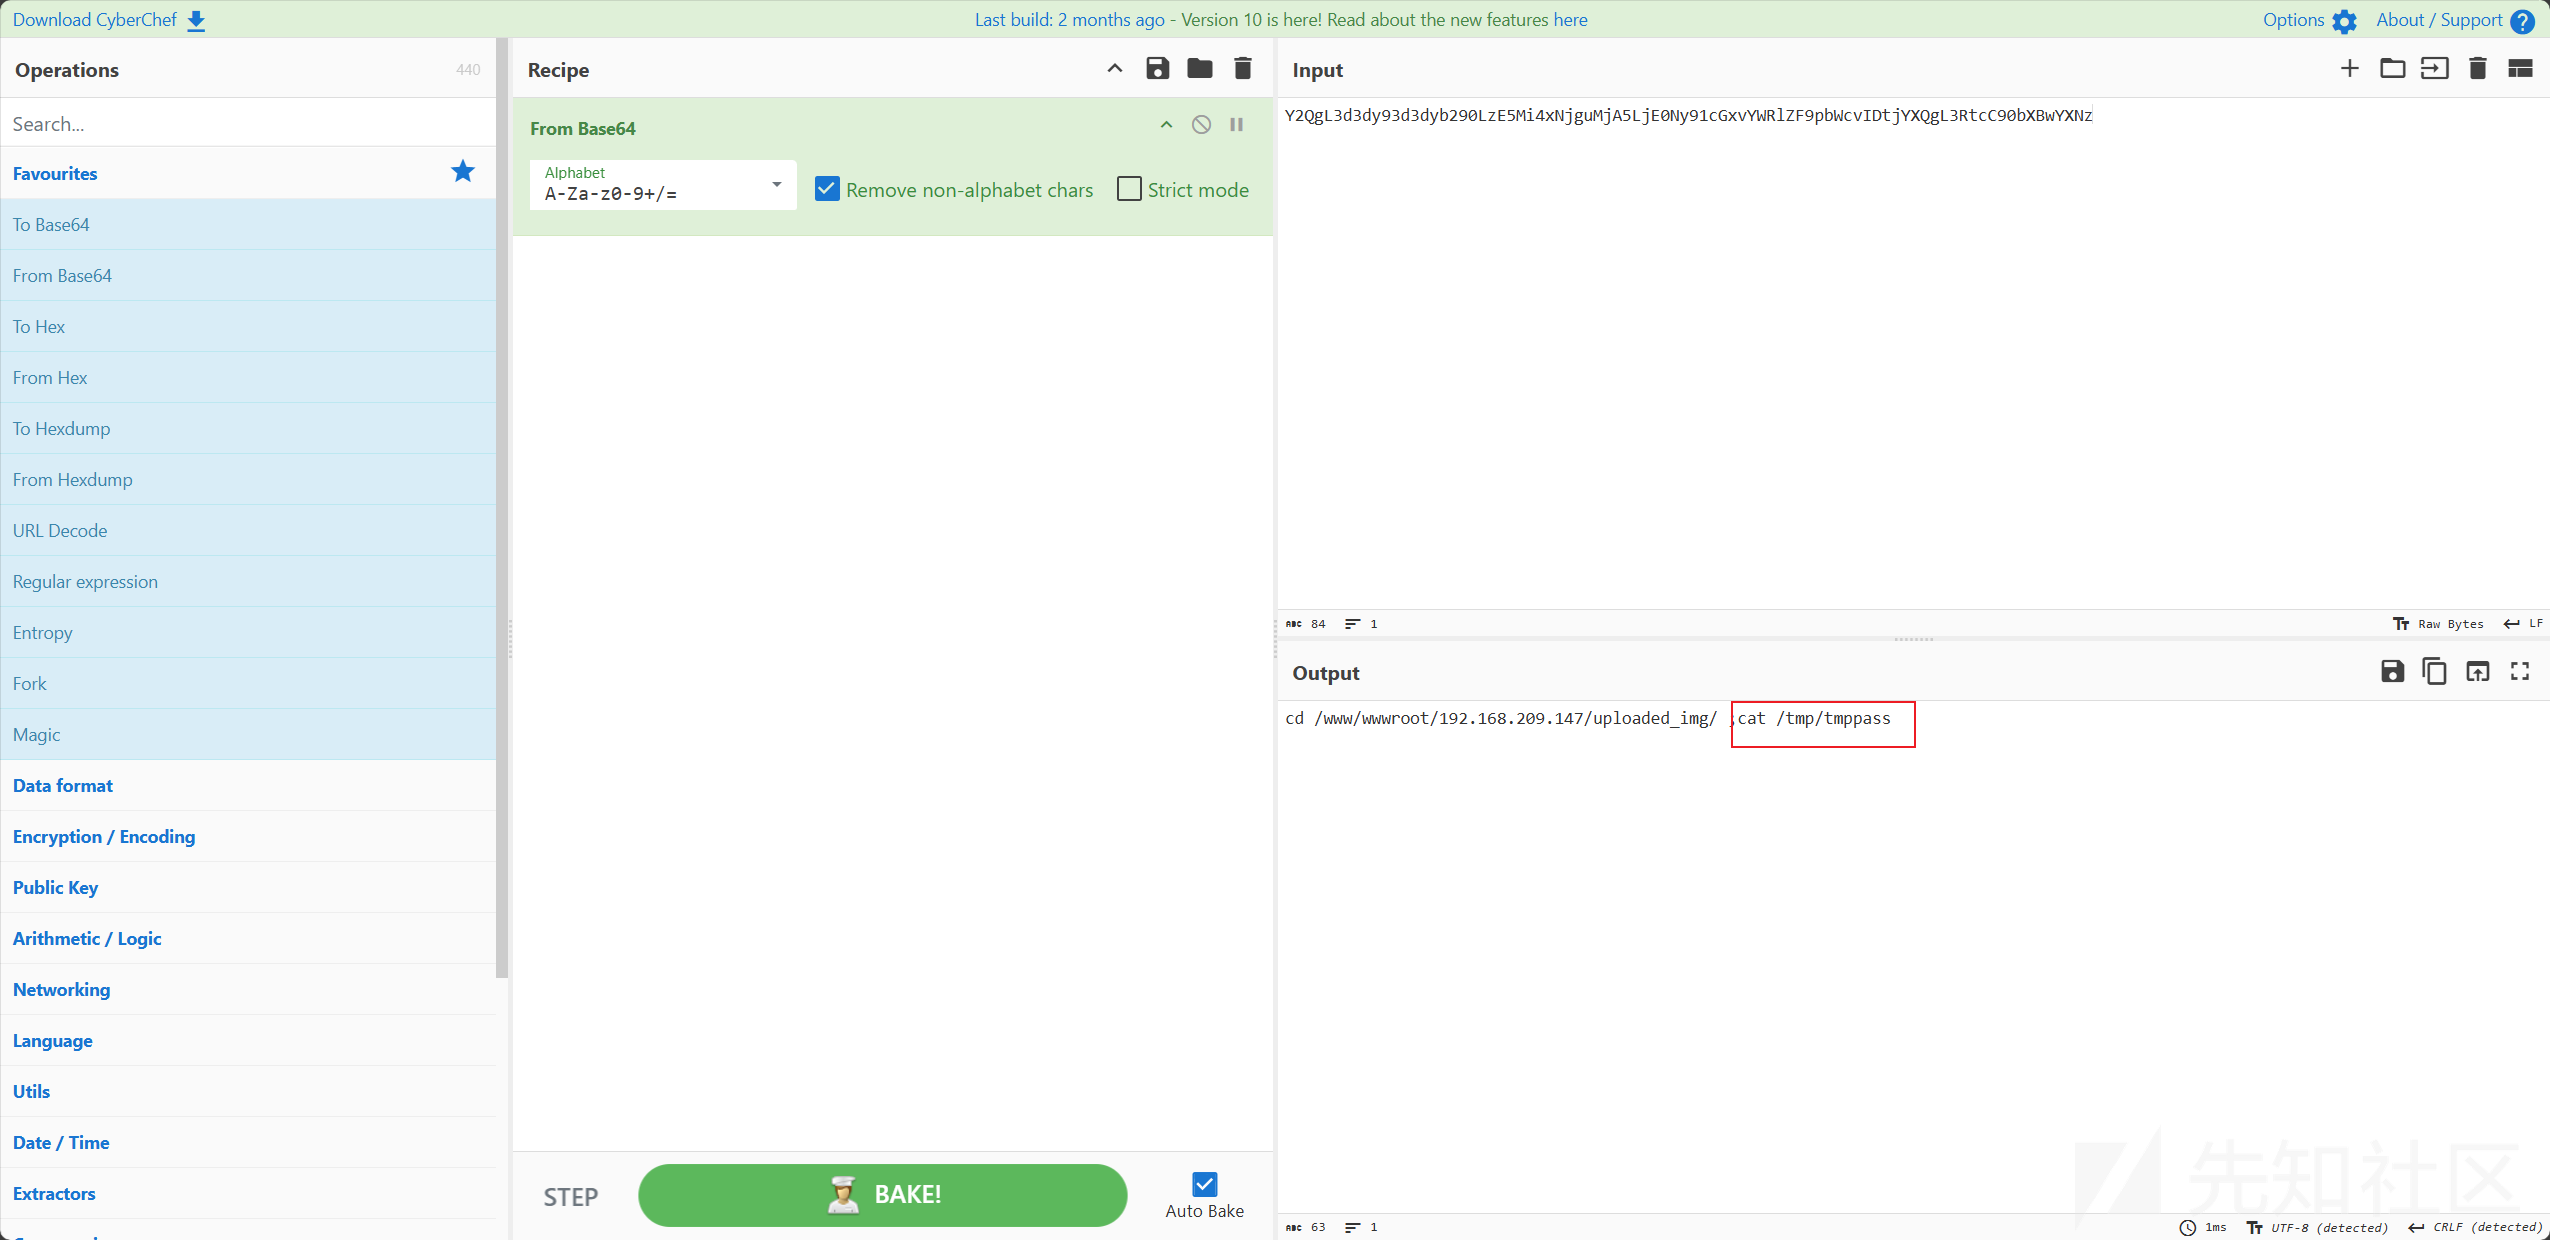 Download CyberChef
Last build: 2 months ago - Version 10 is here! Read about the new features here
Options
About / Support
Operations
440
Search...
Favourites
To Base64
From Base64
To Hex
From Hex
To Hexdump
From Hexdump
URL Decode
Regular expression
Entropy
Fork
Magic
Data format
Encryption / Encoding
Public Key
Arithmetic / Logic
Networking
Language
Utils
Date / Time
Extractors
Recipe
From Base64
Alphabet
A-Za-z0-9+/=
Remove non-alphabet chars
Strict mode
STEP
BAKE!
Auto Bake
Input
Y2QgL3d3dy93d3dyb290LzE5Mi4xNjguMjA5LjE0Ny91cGxvYWRlZF9pbWcvIDtjYXQgL3RtcC90bXBwYXNz
ABC 84
1
Tт Raw Bytes
LF
Output
cd /www/wwwroot/192.168.209.147/uploaded_img/ ;cat /tmp/tmppass
ABC 63
1
1ms
Tт UTF-8 (detected)
CRLF (detected)
先知社区